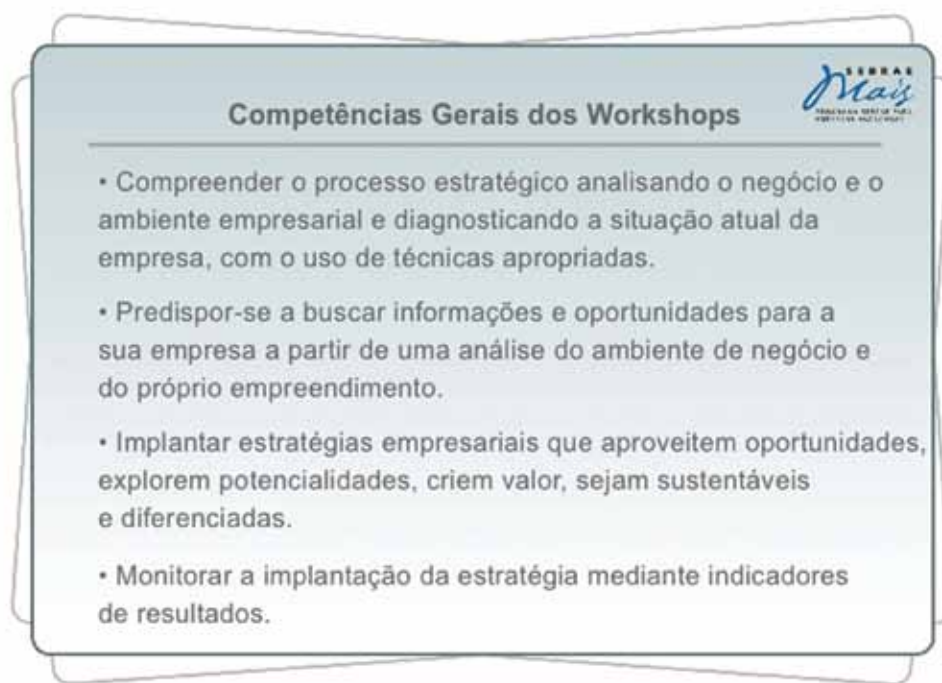 SEBRAE
Mais
Competências Gerais dos Workshops
• Compreender o processo estratégico analisando o negócio e o
ambiente empresarial e diagnosticando a situação atual da
empresa, com o uso de técnicas apropriadas.
• Predispor-se a buscar informações e oportunidades para a
sua empresa a partir de uma análise do ambiente de negócio e
do próprio empreendimento.
• Implantar estratégias empresariais que aproveitem oportunidades,
explorem potencialidades, criem valor, sejam sustentáveis
e diferenciadas.
• Monitorar a implantação da estratégia mediante indicadores
de resultados.